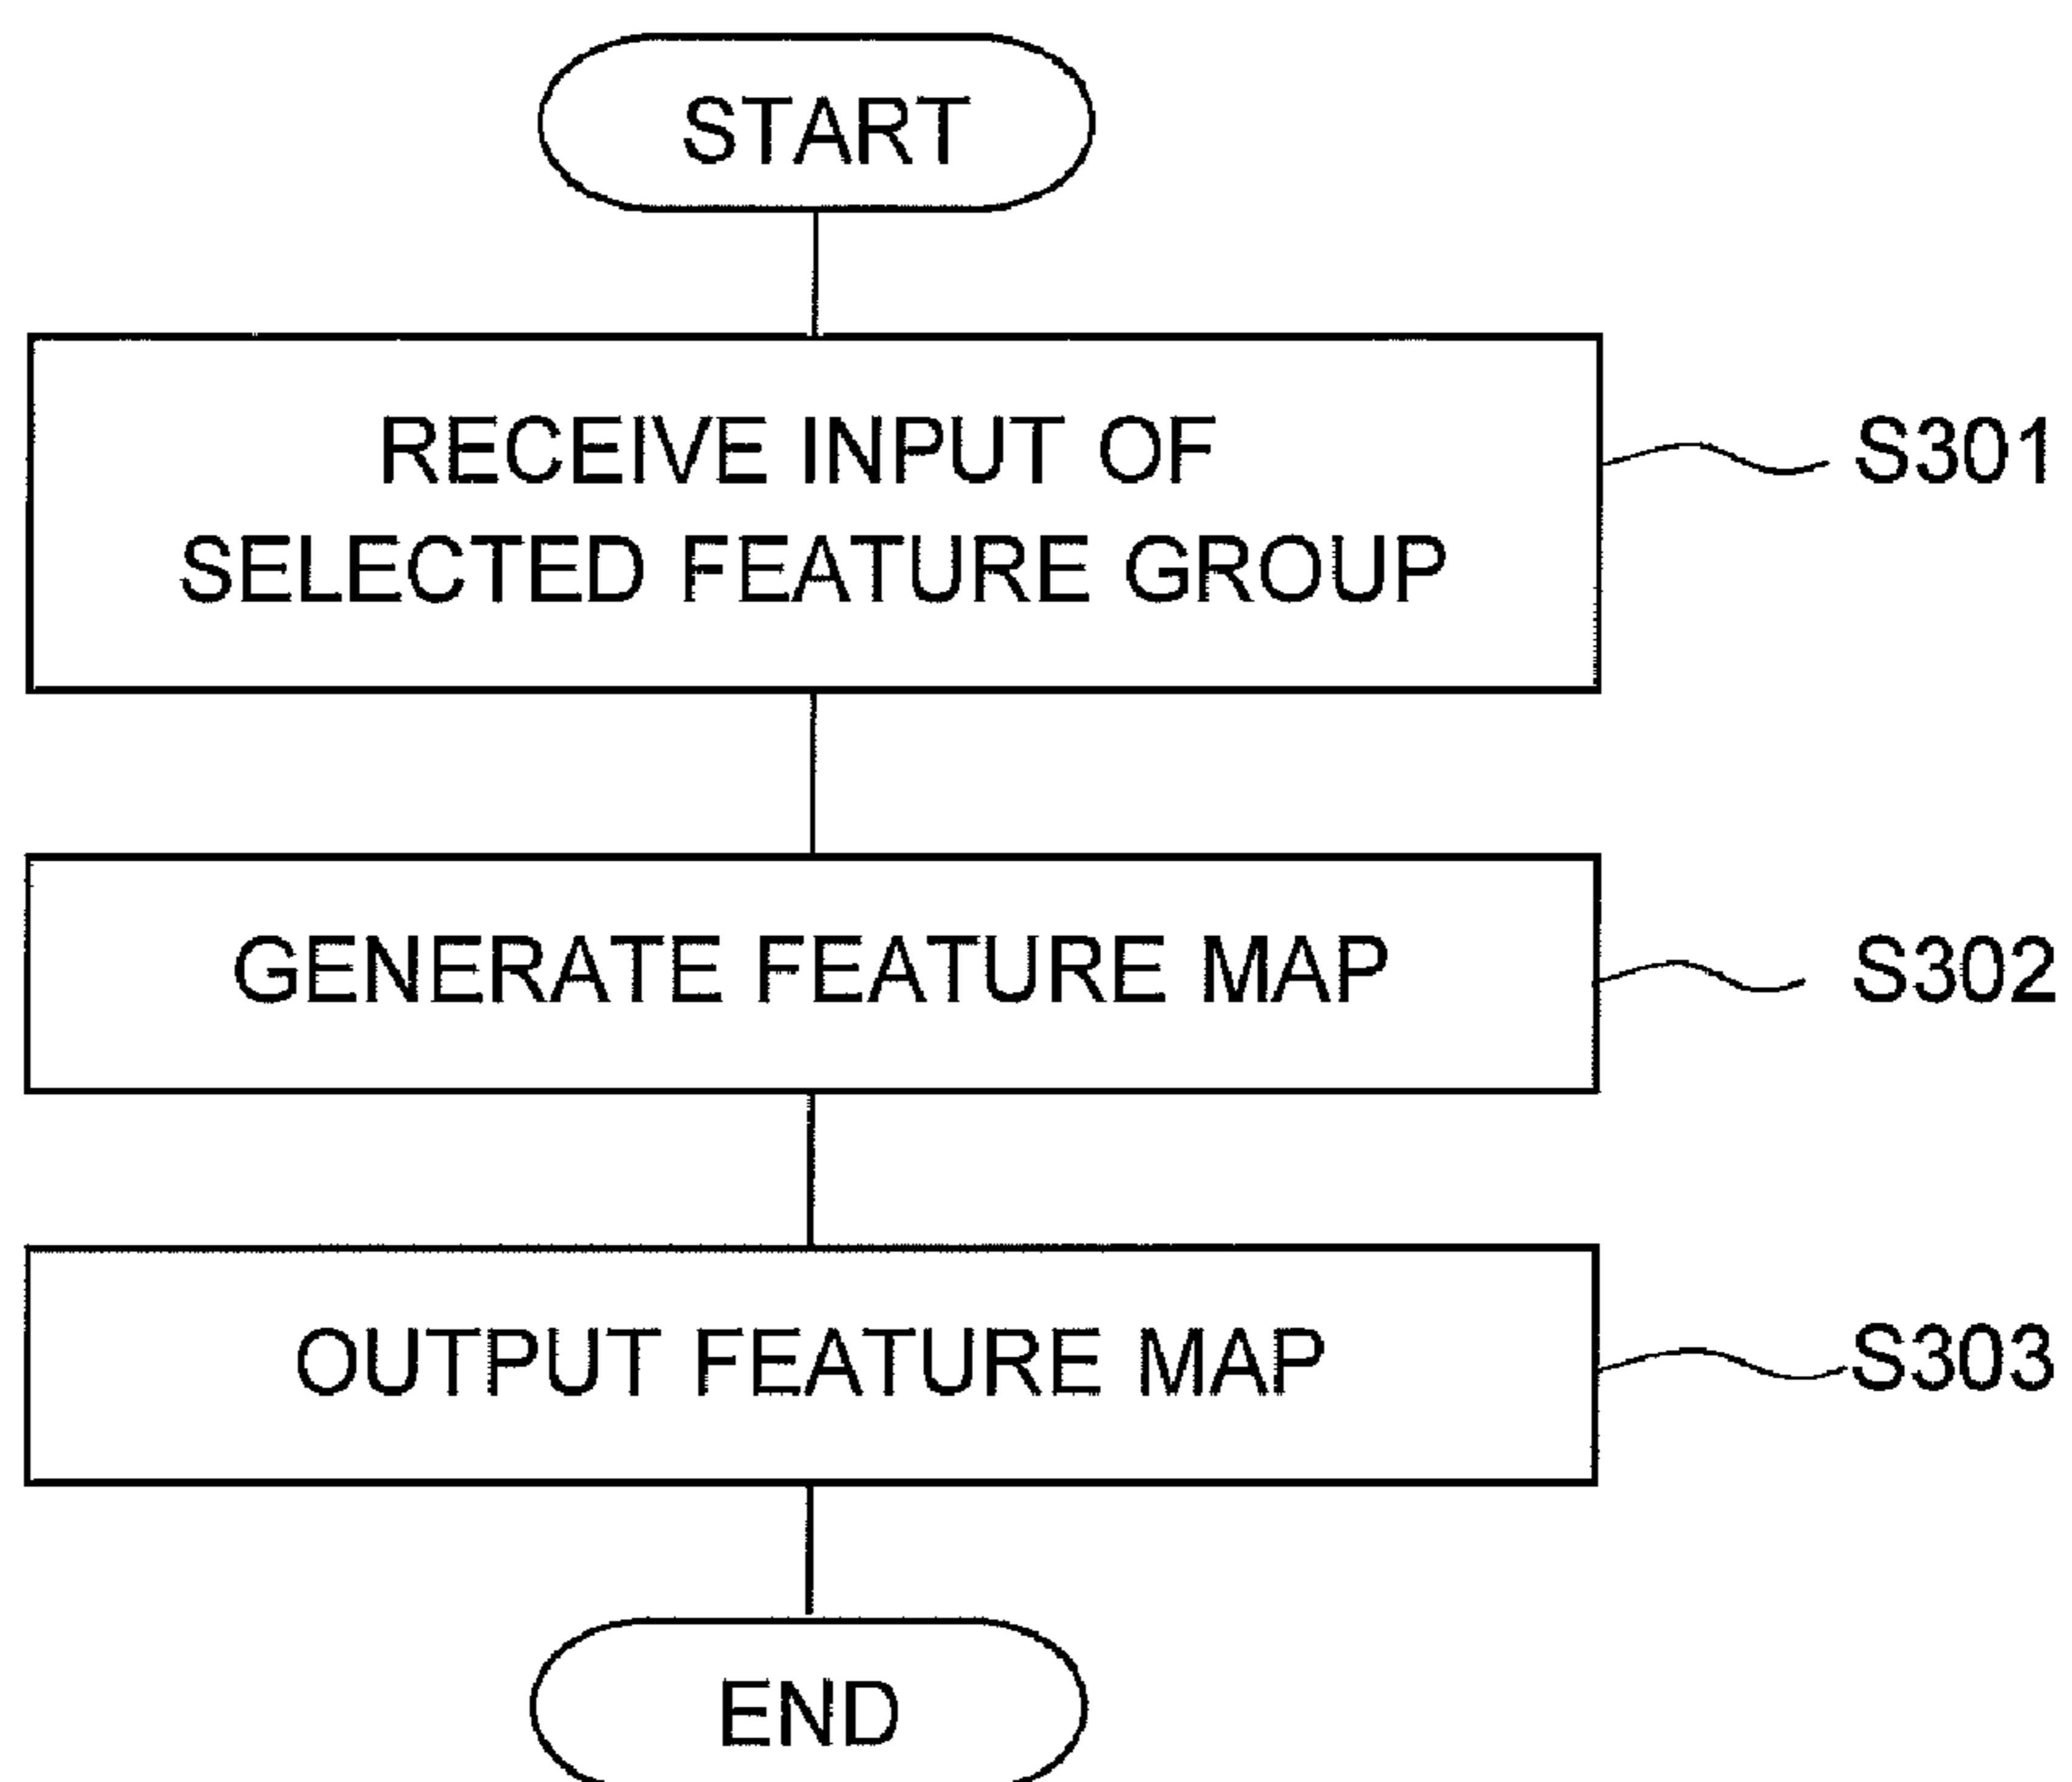 START
RECEIVE INPUT OF
SELECTED FEATURE GROUP
S301
GENERATE FEATURE MAP
S302
OUTPUT FEATURE MAP
S303
END